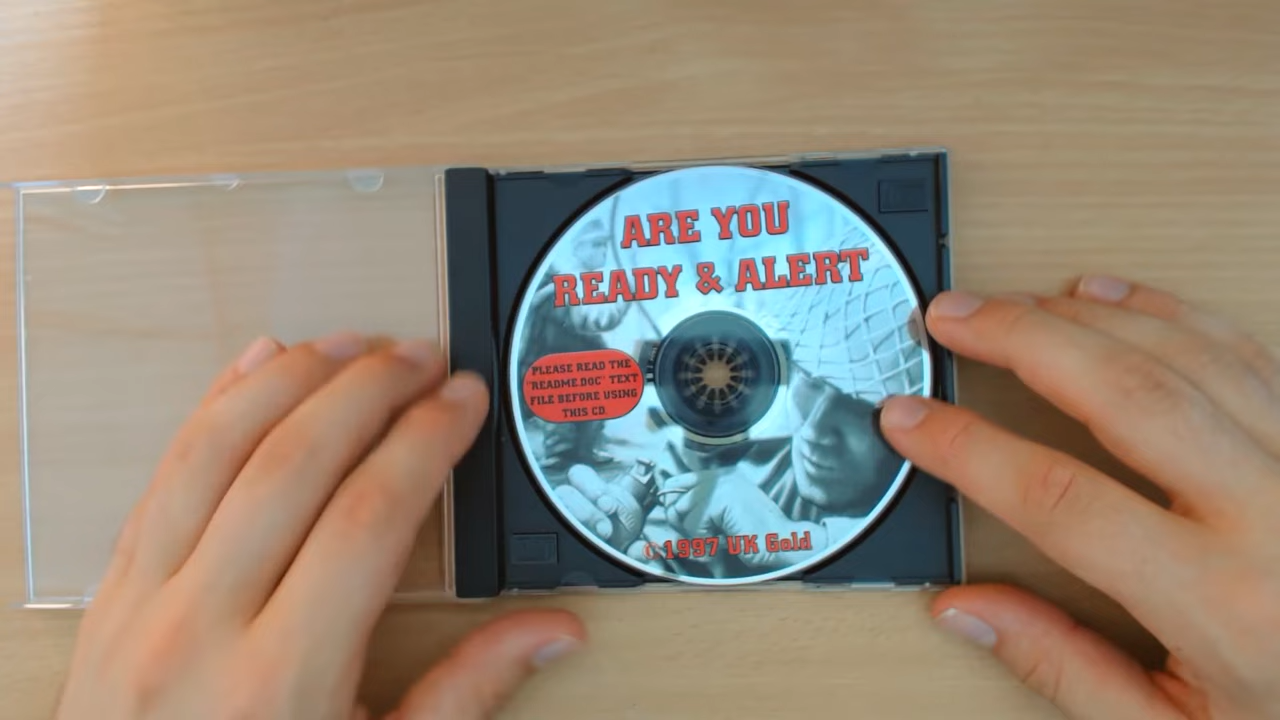 ARE YOU
READY & ALERT
PLEASE READ THE
"README.DOC" TEXT
FILE BEFORE USING
THIS CD.
©1997 UK Gold